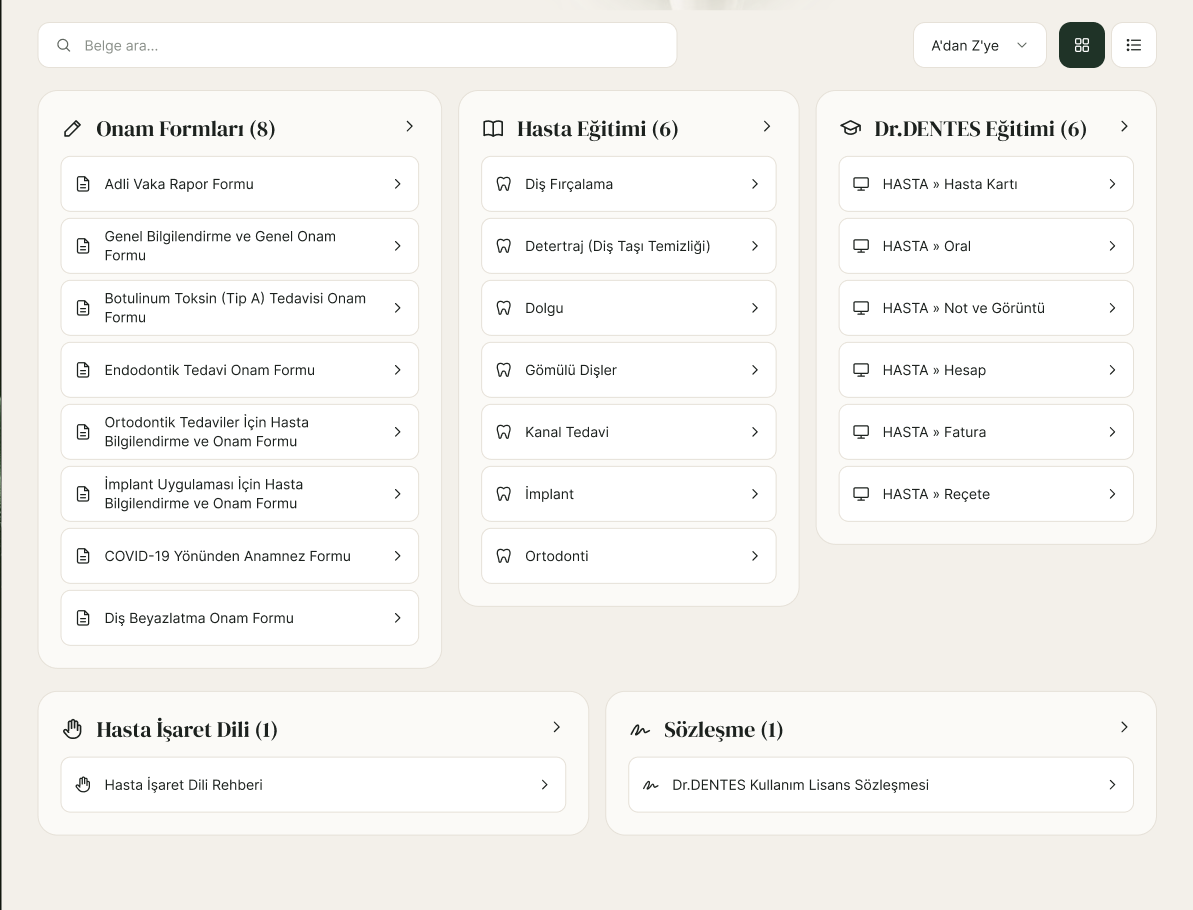 Belge ara...
A'dan Z'ye
Onam Formları (8)
Adli Vaka Rapor Formu
Genel Bilgilendirme ve Genel Onam
Formu
Botulinum Toksin (Tip A) Tedavisi Onam
Formu
Endodontik Tedavi Onam Formu
Ortodontik Tedaviler İçin Hasta
Bilgilendirme ve Onam Formu
İmplant Uygulaması İçin Hasta
Bilgilendirme ve Onam Formu
COVID-19 Yönünden Anamnez Formu
Diş Beyazlatma Onam Formu
Hasta Eğitimi (6)
Diş Fırçalama
Detertraj (Diş Taşı Temizliği)
Dolgu
Gömülü Dişler
Kanal Tedavi
İmplant
Ortodonti
Dr.DENTES Eğitimi (6)
HASTA » Hasta Kartı
HASTA » Oral
HASTA » Not ve Görüntü
HASTA » Hesap
HASTA » Fatura
HASTA » Reçete
Hasta İşaret Dili (1)
Hasta İşaret Dili Rehberi
Sözleşme (1)
Dr.DENTES Kullanım Lisans Sözleşmesi